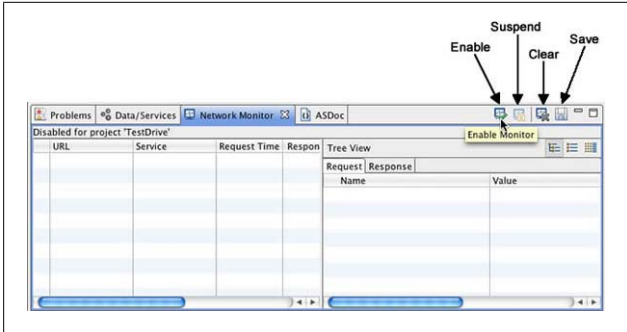 Suspend
Enable
Save
Clear
Problems Data/Services Network Monitor ASDoc
Disabled for project 'TestDrive'
Enable Monitor
URL Service Request Time Respon Tree View
Request Response
Name Value